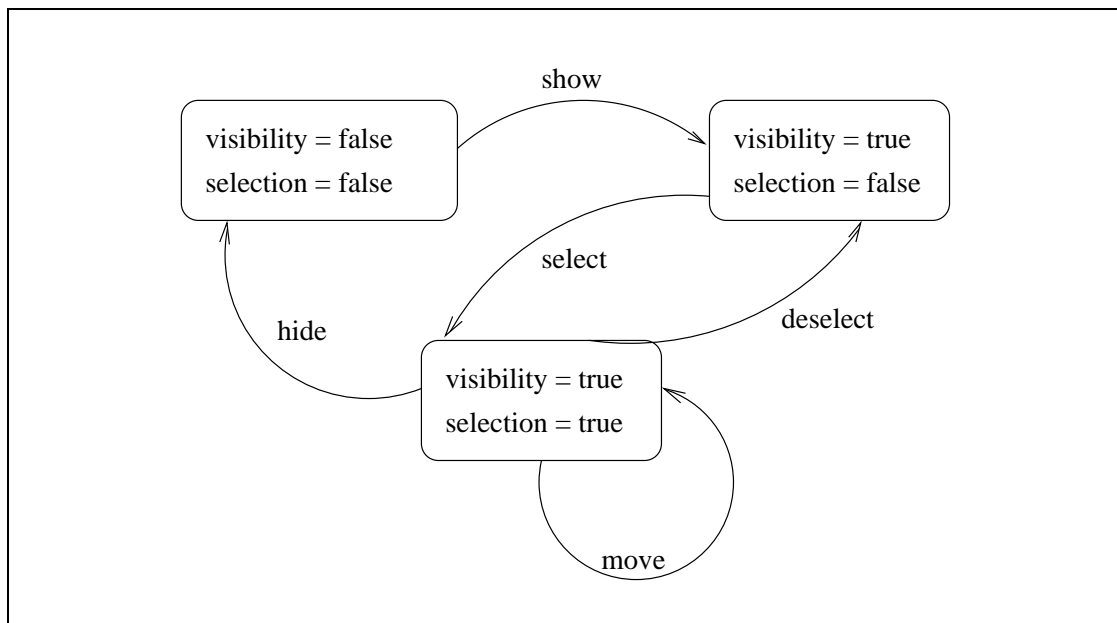 show
visibility = false
selection = false
visibility = true
selection = false
select
deselect
hide
visibility = true
selection = true
move